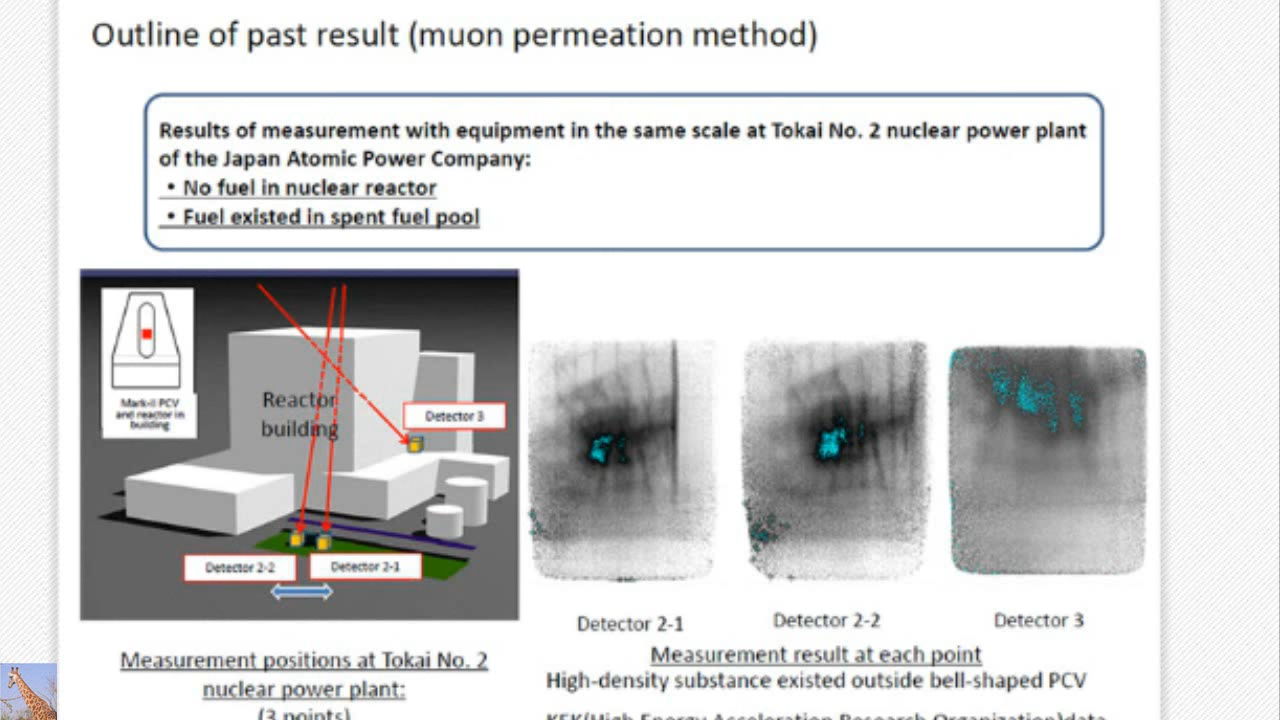 Outline of past result (muon permeation method)
Results of measurement with equipment in the same scale at Tokai No. 2 nuclear power plant
of the Japan Atomic Power Company:
• No fuel in nuclear reactor
• Fuel existed in spent fuel pool
Mark-II PCV
and reactor in
building
Reactor
building
Detector 3
Detector 2-2
Detector 2-1
Detector 2-1
Detector 2-2
Detector 3
Measurement positions at Tokai No. 2
nuclear power plant:
(3 points)
Measurement result at each point
High-density substance existed outside bell-shaped PCV
KEK(High Energy Acceleration Research Organization)data